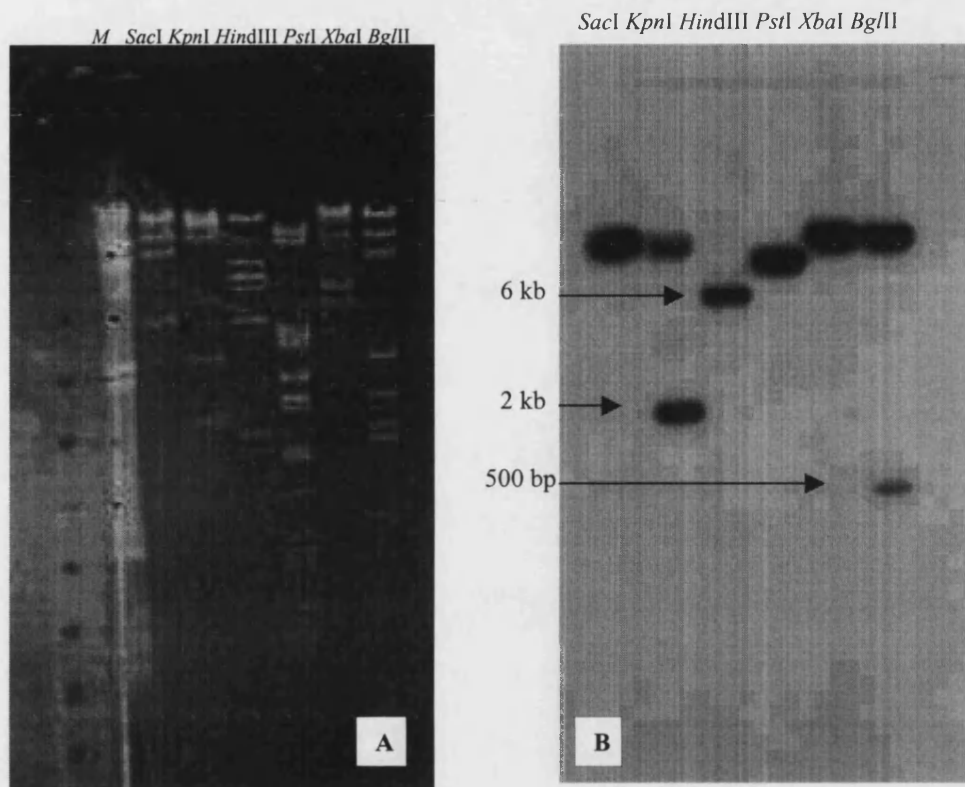 M SacI KpnI HindIII PstI XbaI BglII
SacI KpnI HindIII PstI XbaI BglII
6 kb
2 kb
500 bp
A
B